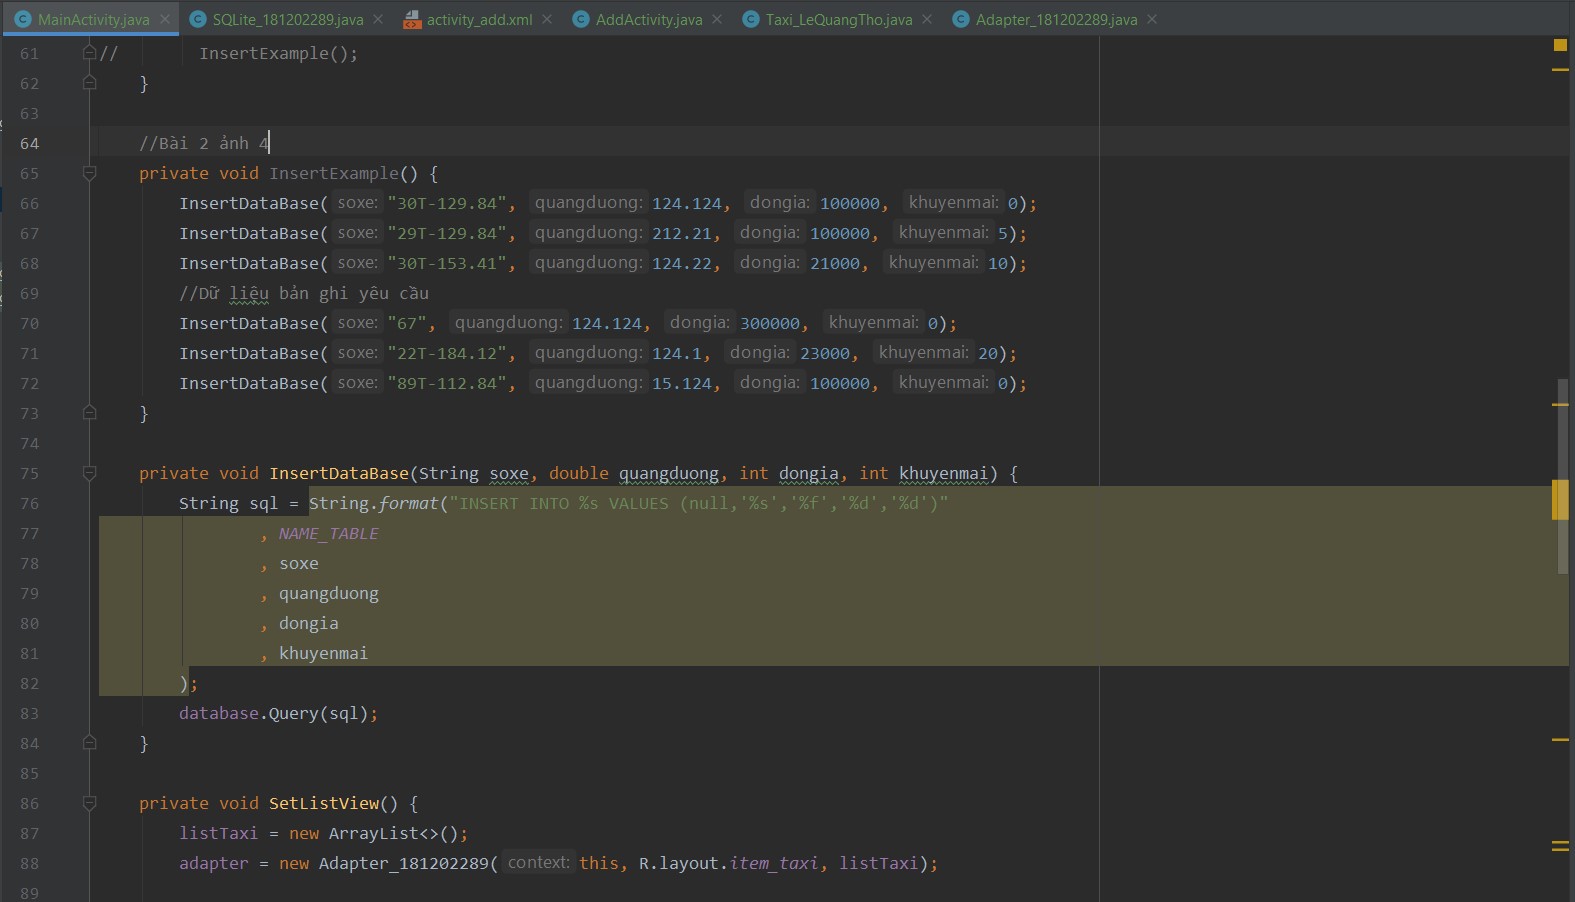 MainActivity.java SQLite_181202289.java activity_add.xml AddActivity.java Taxi_LeQuangTho.java Adapter_181202289.java
61 // InsertExample();
62 }
63
64 //Bài 2 ảnh 4
65 private void InsertExample() {
66 InsertDataBase( soxe: "30T-129.84", quangduong: 124.124, dongia: 100000, khuyenmai: 0);
67 InsertDataBase( soxe: "29T-129.84", quangduong: 212.21, dongia: 100000, khuyenmai: 5);
68 InsertDataBase( soxe: "30T-153.41", quangduong: 124.22, dongia: 21000, khuyenmai: 10);
69 //Dữ liệu bản ghi yêu cầu
70 InsertDataBase( soxe: "67", quangduong: 124.124, dongia: 300000, khuyenmai: 0);
71 InsertDataBase( soxe: "22T-184.12", quangduong: 124.1, dongia: 23000, khuyenmai: 20);
72 InsertDataBase( soxe: "89T-112.84", quangduong: 15.124, dongia: 100000, khuyenmai: 0);
73 }
74
75 private void InsertDataBase(String soxe, double quangduong, int dongia, int khuyenmai) {
76 String sql = String.format("INSERT INTO %s VALUES (null,'%s','%f','%d','%d')"
77 , NAME_TABLE
78 , soxe
79 , quangduong
80 , dongia
81 , khuyenmai
82 );
83 database.Query(sql);
84 }
85
86 private void SetListView() {
87 listTaxi = new ArrayList<>();
88 adapter = new Adapter_181202289( context: this, R.layout.item_taxi, listTaxi);
89